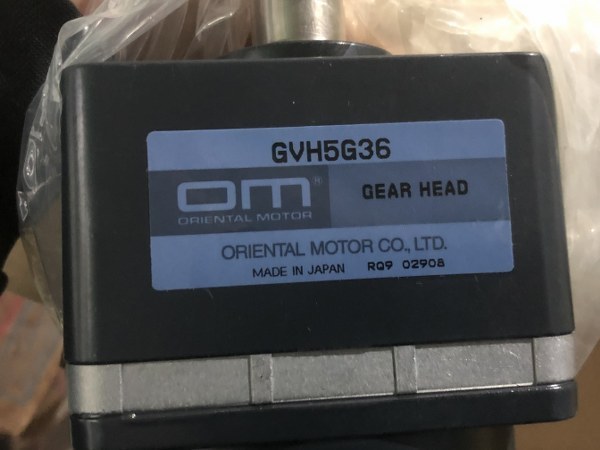 GVH5G36
OM®
ORIENTAL MOTOR
GEAR HEAD
ORIENTAL MOTOR CO., LTD.
MADE IN JAPAN RQ9 02908